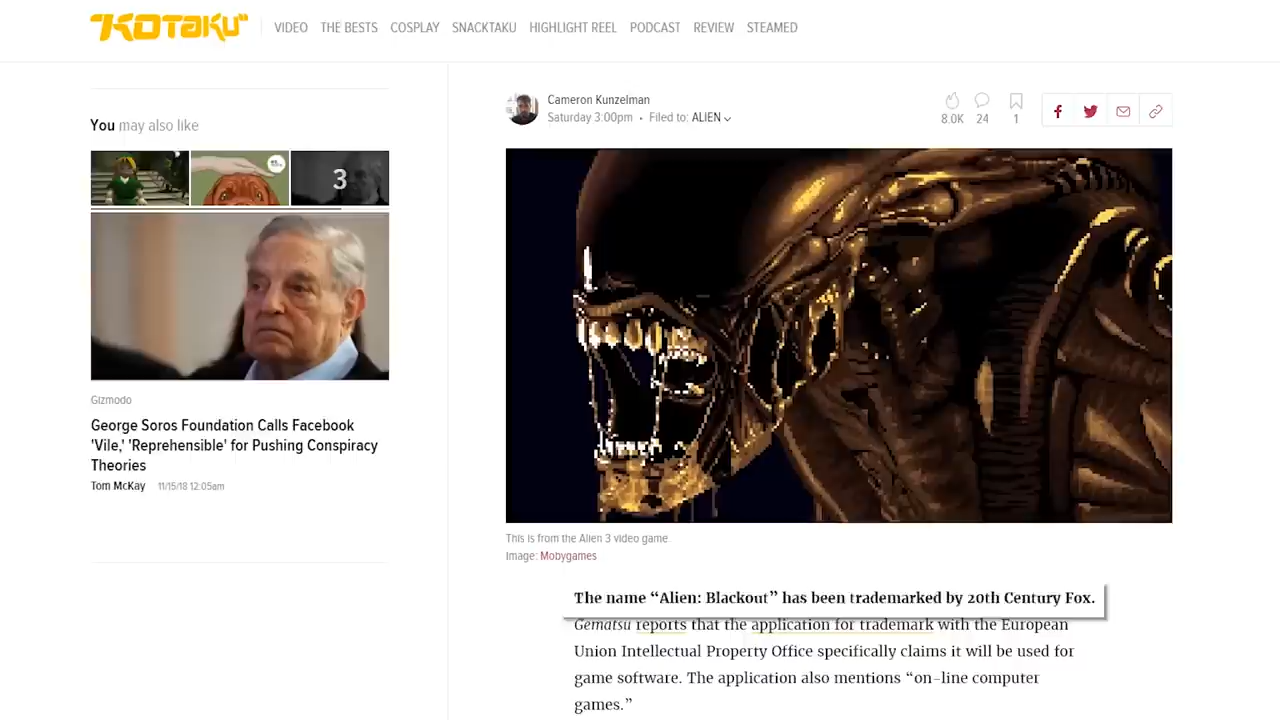 KOTAKU
VIDEO THE BESTS COSPLAY SNACKTAKU HIGHLIGHT REEL PODCAST REVIEW STEAMED
You may also like
3
Gizmodo
George Soros Foundation Calls Facebook
'Vile,' 'Reprehensible' for Pushing Conspiracy
Theories
Tom McKay 11/15/18 12:05am
Cameron Kunzelman
Saturday 3:00pm • Filed to: ALIEN
8.0K 24 1
This is from the Alien 3 video game
Image: Mobygames
The name “Alien: Blackout” has been trademarked by 20th Century Fox.
Gematsu reports that the application for trademark with the European
Union Intellectual Property Office specifically claims it will be used for
game software. The application also mentions “on-line computer
games.”